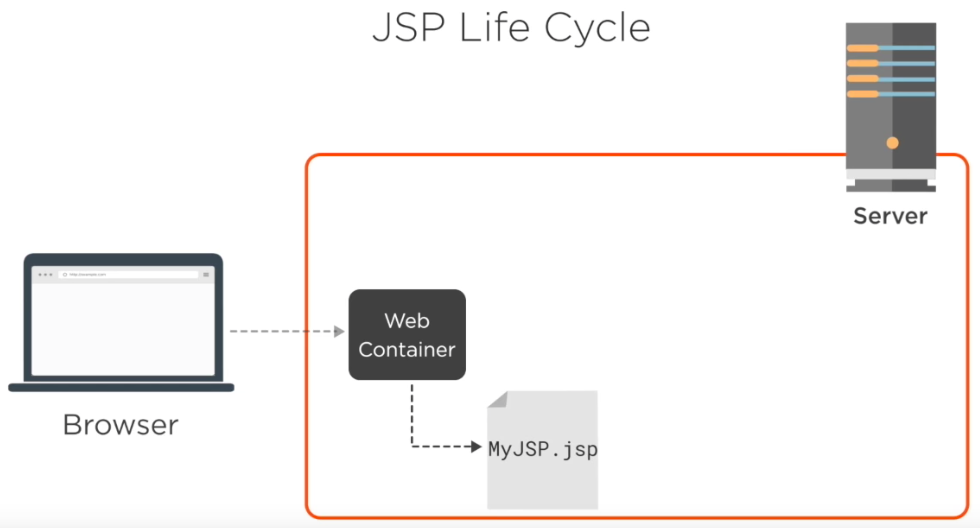 JSP Life Cycle
Server
Web
Container
Browser
MyJSP.jsp